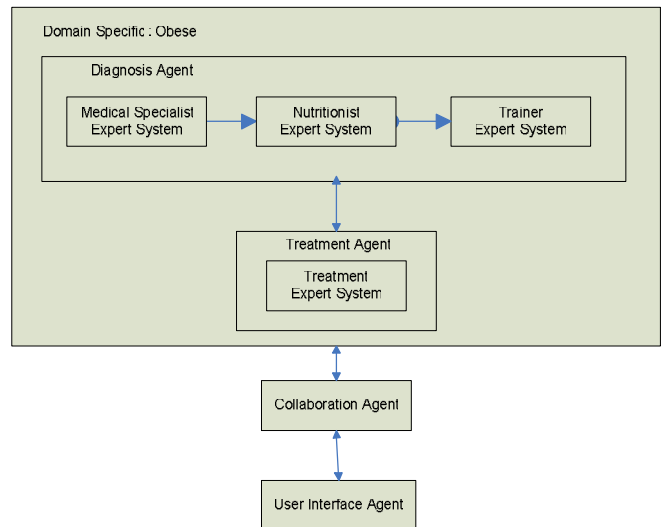 Domain Specific : Obese
Diagnosis Agent
Medical Specialist
Expert System
Nutritionist
Expert System
Trainer
Expert System
Treatment Agent
Treatment
Expert System
Collaboration Agent
User Interface Agent